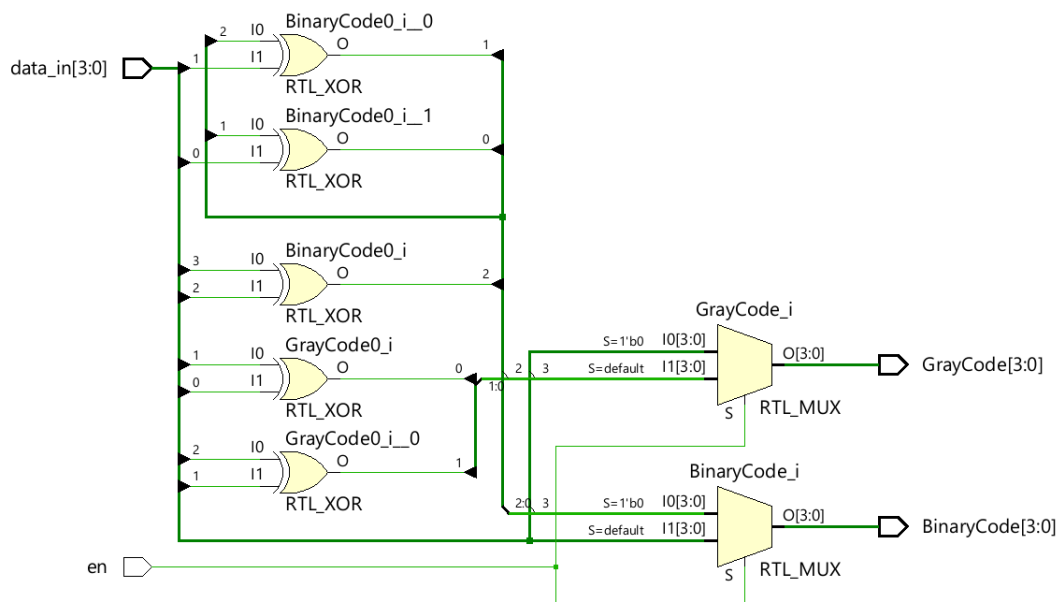 BinaryCode0_i__0
2 I0 O 1
data_in[3:0] 1 I1
RTL_XOR
BinaryCode0_i__1
1 I0 O 0
0 I1
RTL_XOR
BinaryCode0_i
3 I0 O 2
2 I1
RTL_XOR
GrayCode_i
GrayCode0_i
S=1'b0 I0[3:0] O[3:0]
1 I0 O 0 2 3 S=default I1[3:0] GrayCode[3:0]
0 I1 1:0
RTL_XOR S RTL_MUX
GrayCode0_i__0
2 I0 O 1
1 I1
BinaryCode_i
RTL_XOR 2:0 3 S=1'b0 I0[3:0] O[3:0]
S=default I1[3:0] BinaryCode[3:0]
en S RTL_MUX